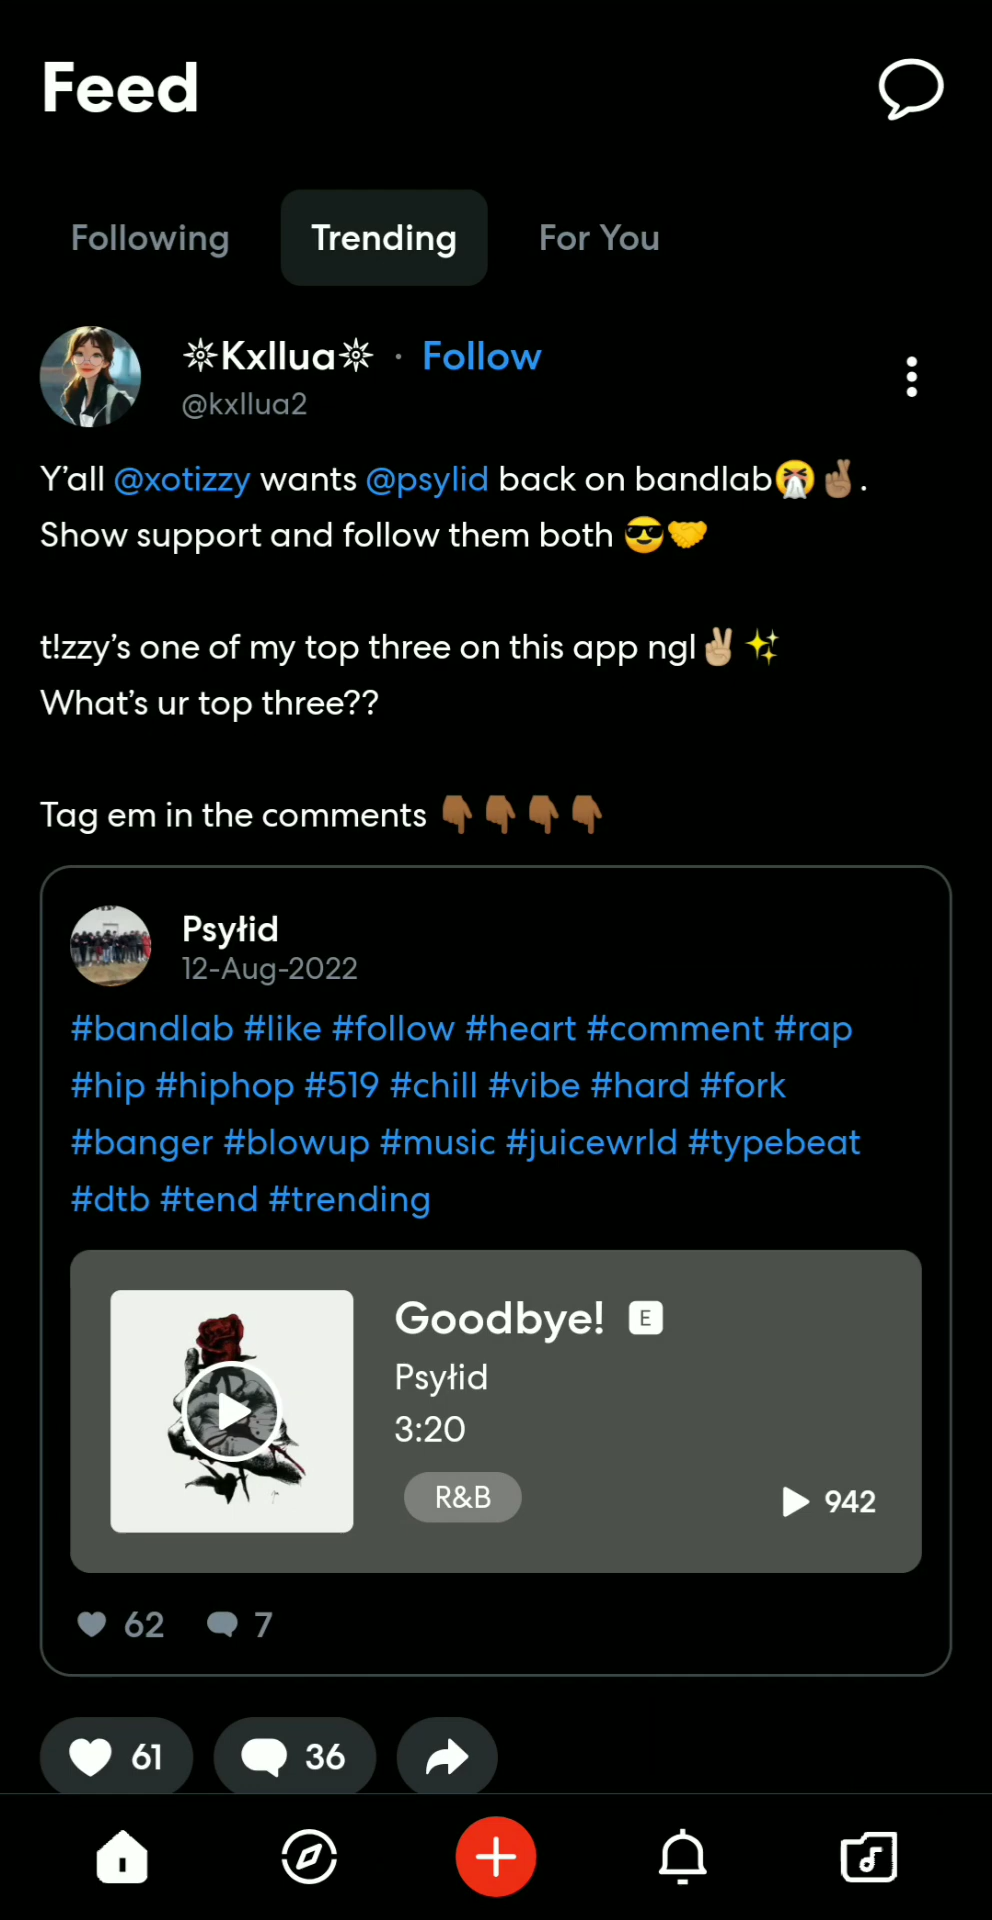 Feed
Following Trending For You
✵Kxllua✵ · Follow
@kxllua2
Y’all @xotizzy wants @psylid back on bandlab🤧🤞🏽.
Show support and follow them both 😎🤝
t!zzy’s one of my top three on this app ngl✌🏼✨
What’s ur top three??
Tag em in the comments 👇🏾👇🏾👇🏾👇🏾
Psyłid
12-Aug-2022
#bandlab #like #follow #heart #comment #rap
#hip #hiphop #519 #chill #vibe #hard #fork
#banger #blowup #music #juicewrld #typebeat
#dtb #tend #trending
Goodbye! E
Psyłid
3:20
R&B
942
62 7
61 36